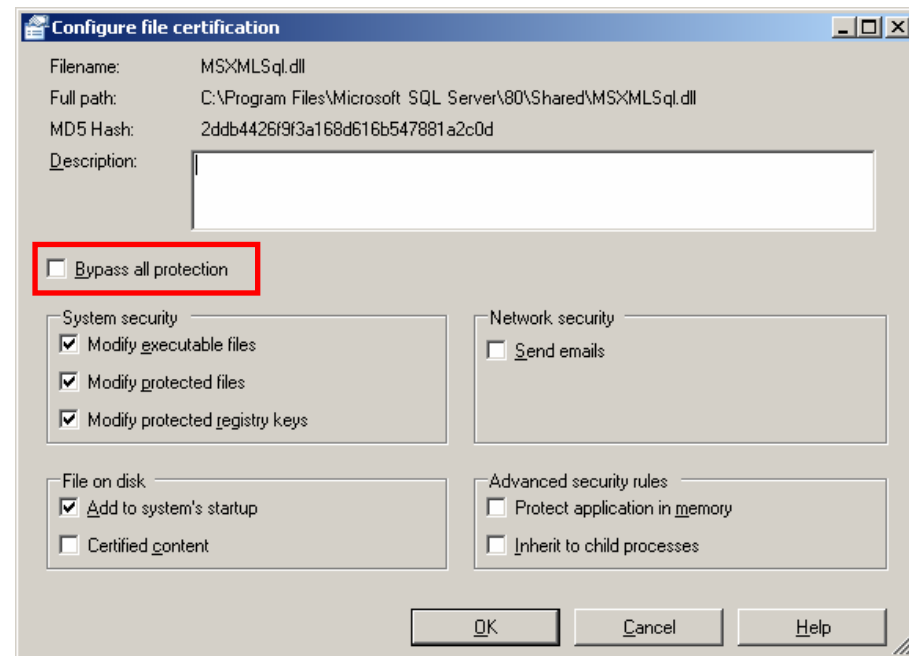 Configure file certification
Filename: MSXMLSql.dll
Full path: C:\Program Files\Microsoft SQL Server\80\Shared\MSXMLSql.dll
MD5 Hash: 2ddb4426f9f3a168d616b547881a2c0d
Description:
Bypass all protection
System security
Modify executable files
Modify protected files
Modify protected registry keys
Network security
Send emails
File on disk
Add to system's startup
Certified content
Advanced security rules
Protect application in memory
Inherit to child processes
OK Cancel Help